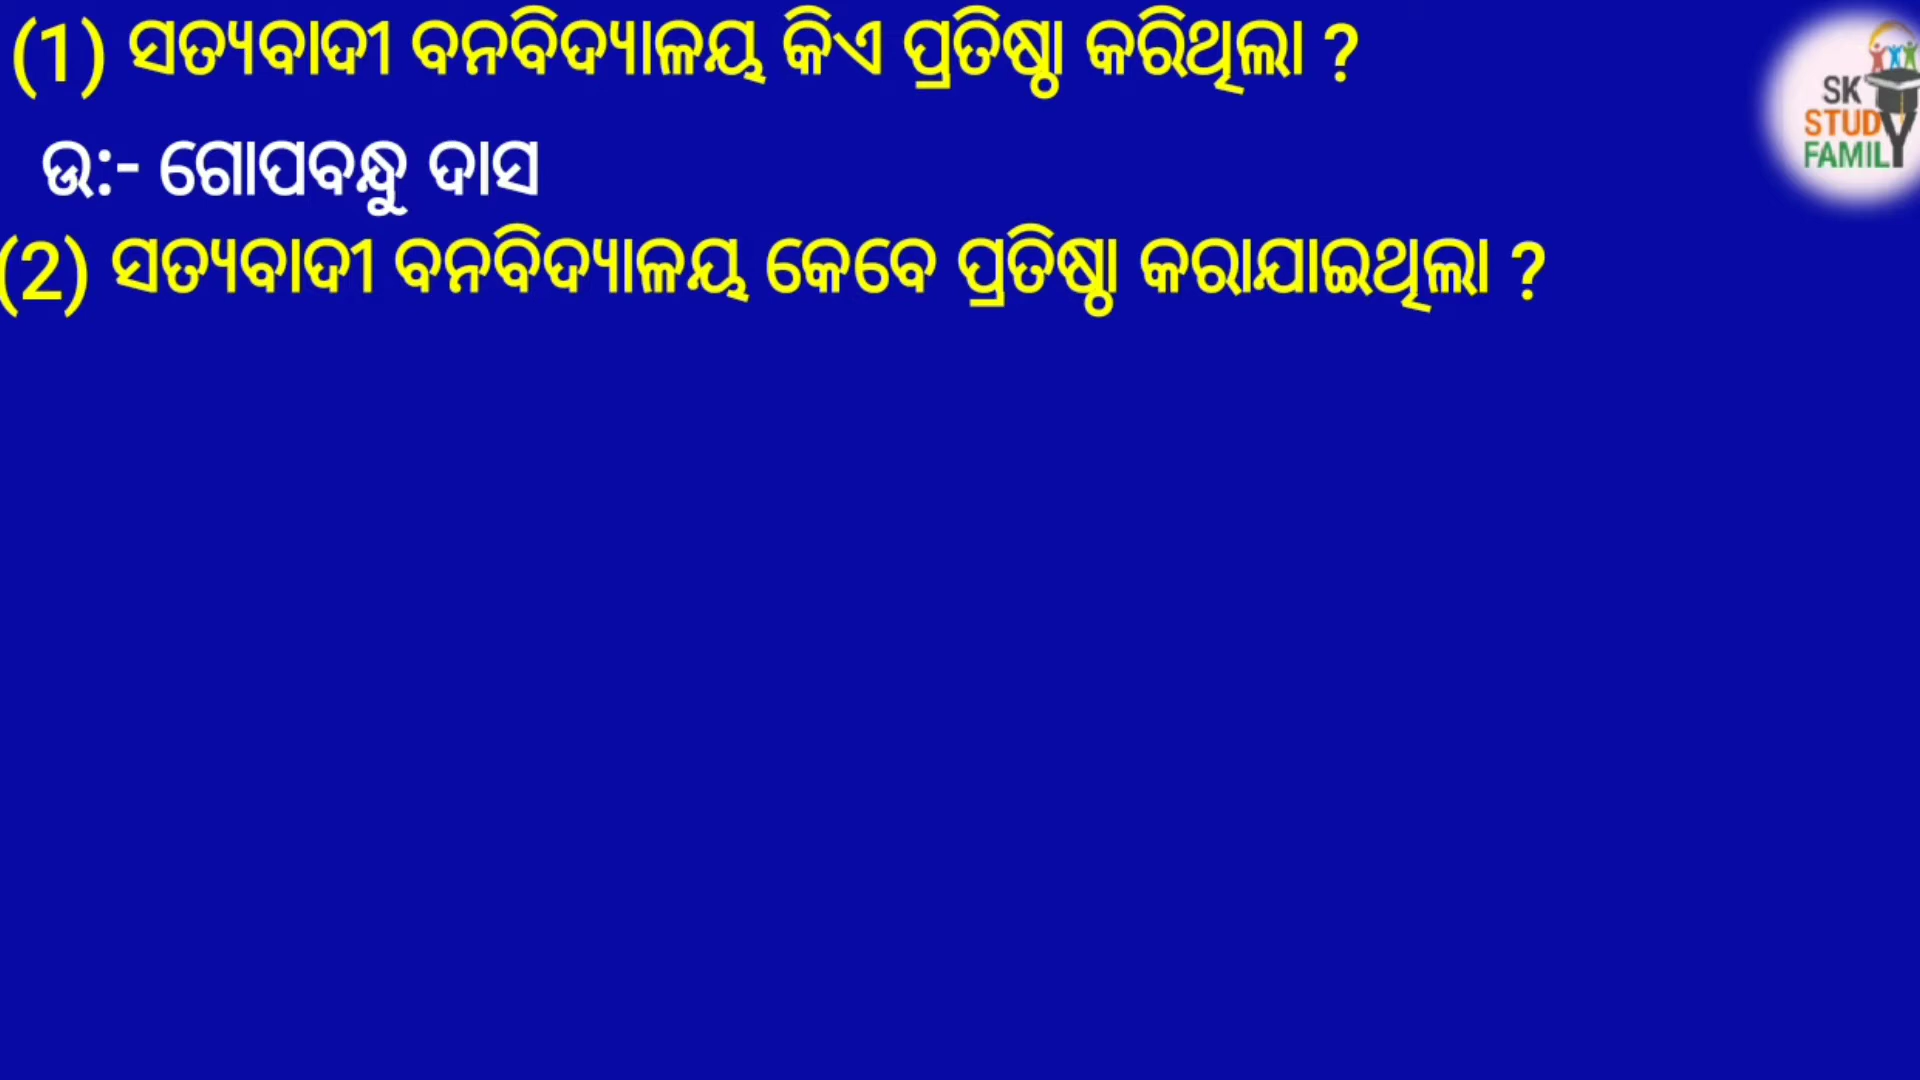 (1) ସତ୍ୟବାଦୀ ବନବିଦ୍ୟାଳୟ କିଏ ପ୍ରତିଷ୍ଠା କରିଥିଲା ?
ଉ:- ଗୋପବନ୍ଧୁ ଦାସ
(2) ସତ୍ୟବାଦୀ ବନବିଦ୍ୟାଳୟ କେବେ ପ୍ରତିଷ୍ଠା କରାଯାଇଥିଲା ?
SK
STUDY
FAMILY